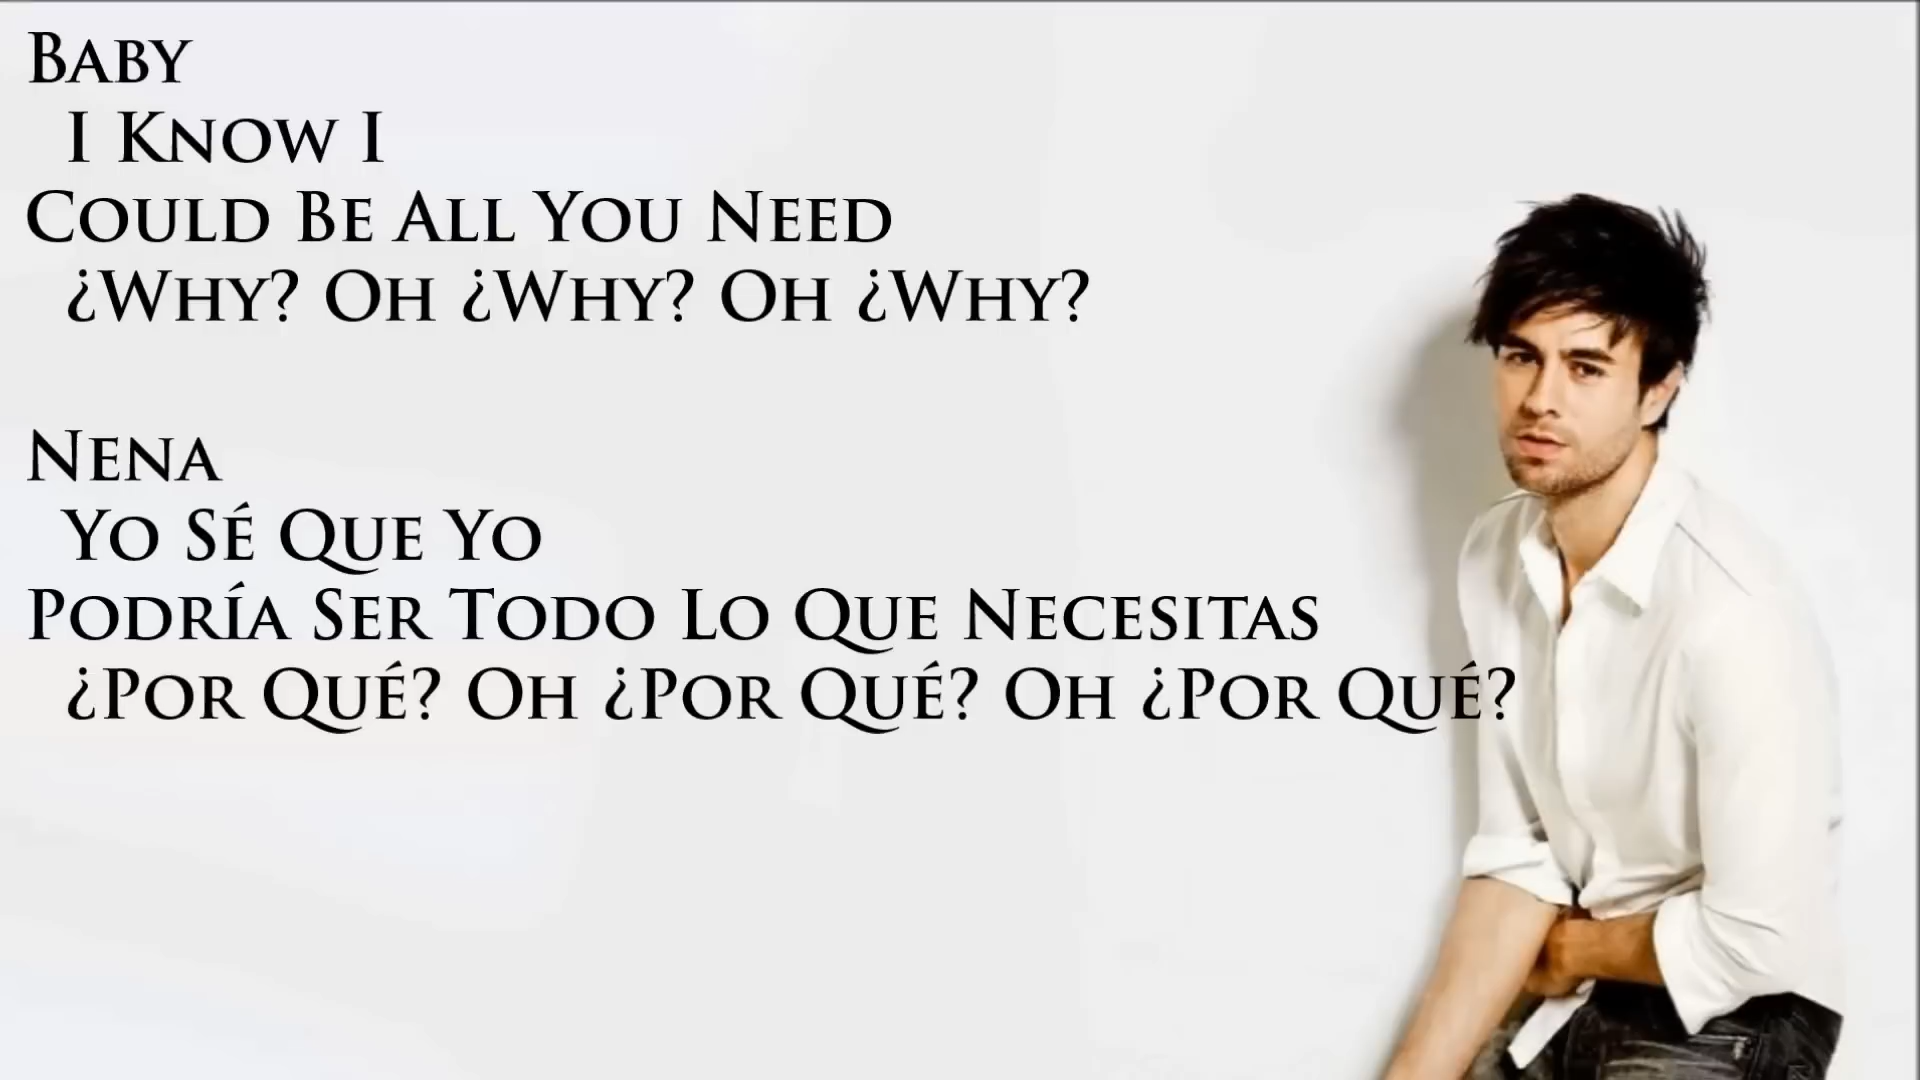 Baby
I Know I
Could Be All You Need
¿Why? Oh ¿Why? Oh ¿Why?
Nena
Yo Sé Que Yo
Podría Ser Todo Lo Que Necesitas
¿Por Qué? Oh ¿Por Qué? Oh ¿Por Qué?